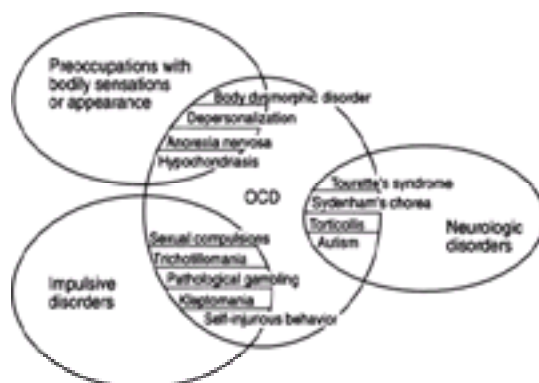 Preoccupations with
bodily sensations
or appearance
Body dysmorphic disorder
Depersonalization
Anorexia nervosa
Hypochondriasis
OCD
Tourette's syndrome
Sydenham's chorea
Torticollis
Autism
Neurologic
disorders
Sexual compulsions
Trichotillomania
Pathological gambling
Kleptomania
Self-injurious behavior
Impulsive
disorders